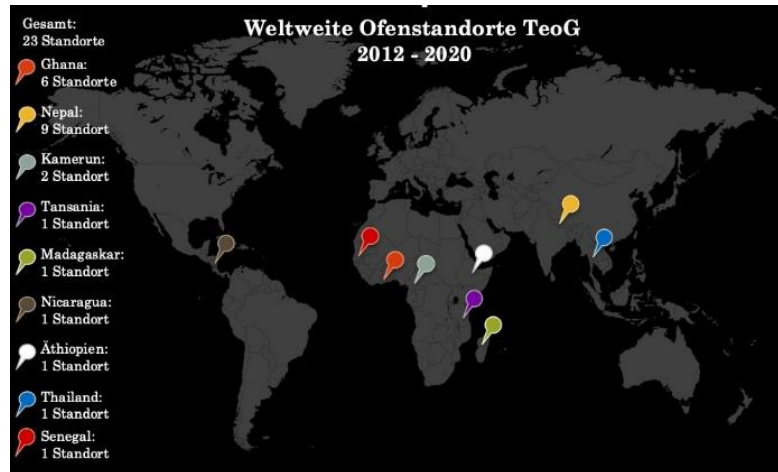 Weltweite Ofenstandorte TeoG
2012 - 2020
Gesamt:
23 Standorte
Ghana:
6 Standorte
Nepal:
9 Standort
Kamerun:
2 Standort
Tansania:
1 Standort
Madagaskar:
1 Standort
Nicaragua:
1 Standort
Äthiopien:
1 Standort
Thailand:
1 Standort
Senegal:
1 Standort